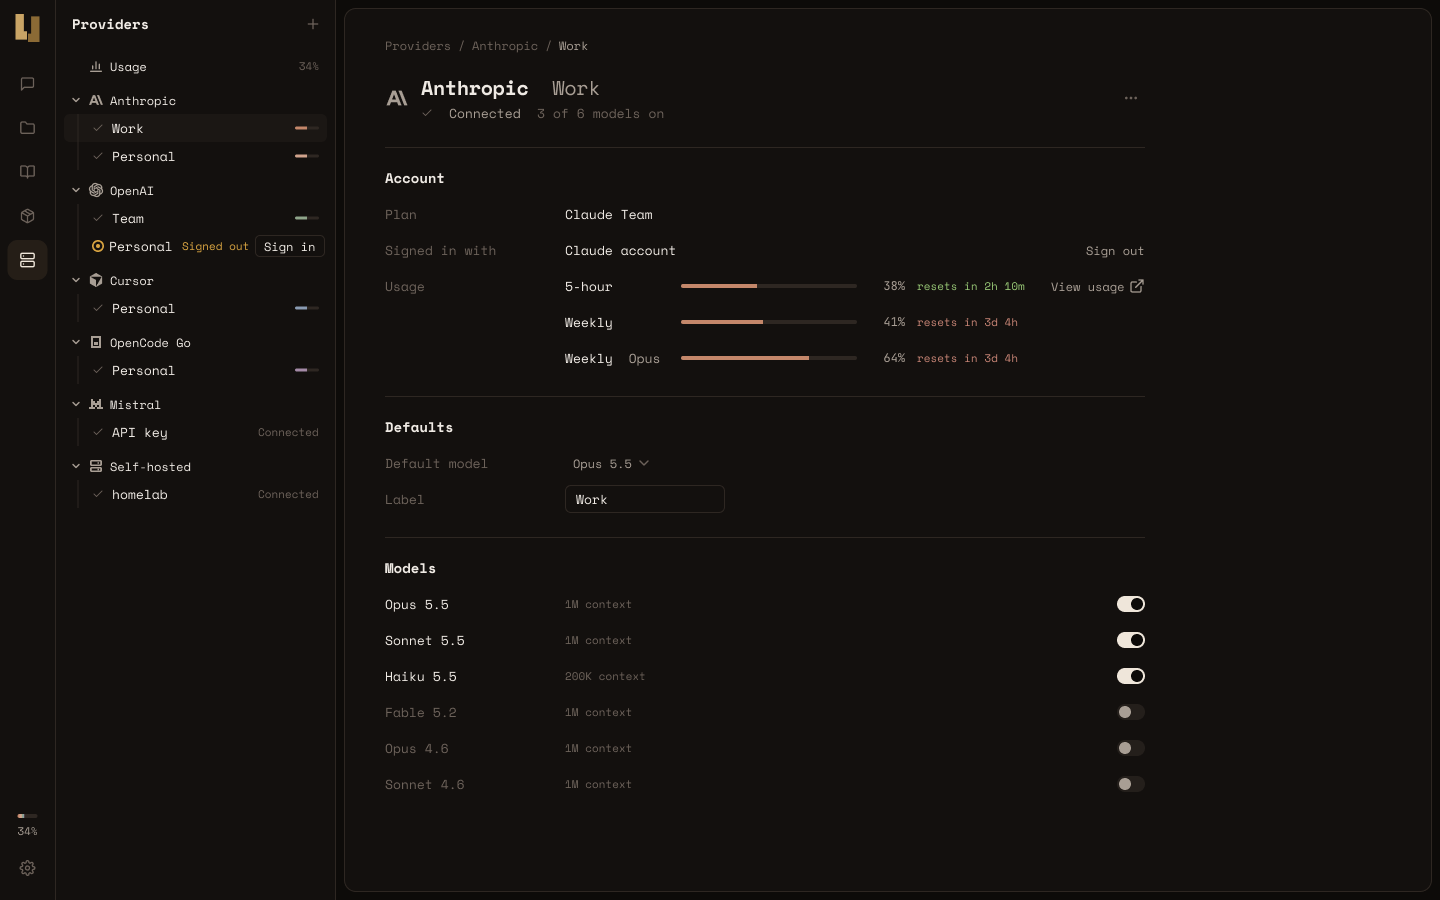 Providers
Usage 34%
Anthropic
Work
Personal
OpenAI
Team
Personal Signed out Sign in
Cursor
Personal
OpenCode Go
Personal
Mistral
API key Connected
Self-hosted
homelab Connected
34%
Providers / Anthropic / Work
Anthropic Work
Connected 3 of 6 models on
Account
Plan Claude Team
Signed in with Claude account Sign out
Usage 5-hour 38% resets in 2h 10m View usage
Weekly 41% resets in 3d 4h
Weekly Opus 64% resets in 3d 4h
Defaults
Default model Opus 5.5
Label Work
Models
Opus 5.5 1M context
Sonnet 5.5 1M context
Haiku 5.5 200K context
Fable 5.2 1M context
Opus 4.6 1M context
Sonnet 4.6 1M context